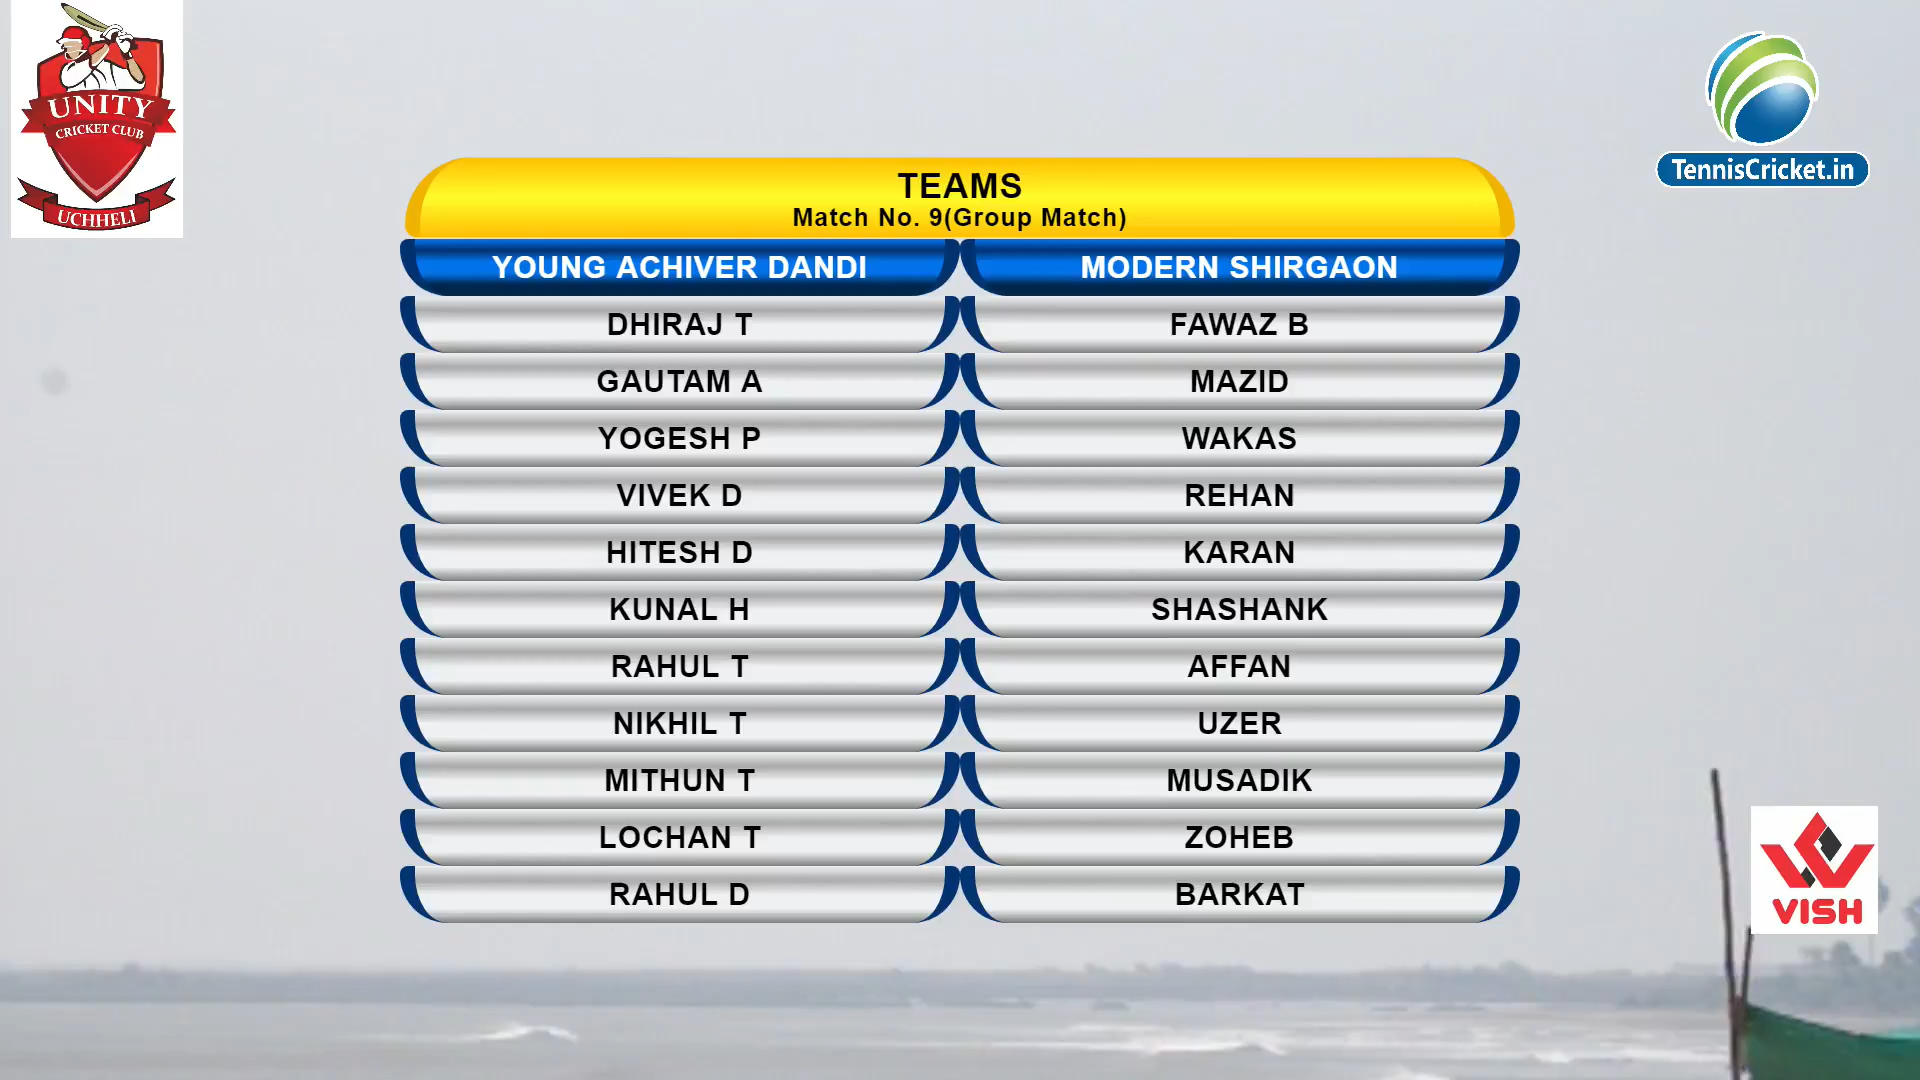 UNITY
CRICKET CLUB
UCHHELI
TennisCricket.in
TEAMS
Match No. 9(Group Match)
YOUNG ACHIVER DANDI
MODERN SHIRGAON
DHIRAJ T
FAWAZ B
GAUTAM A
MAZID
YOGESH P
WAKAS
VIVEK D
REHAN
HITESH D
KARAN
KUNAL H
SHASHANK
RAHUL T
AFFAN
NIKHIL T
UZER
MITHUN T
MUSADIK
LOCHAN T
ZOHEB
RAHUL D
BARKAT
VISH